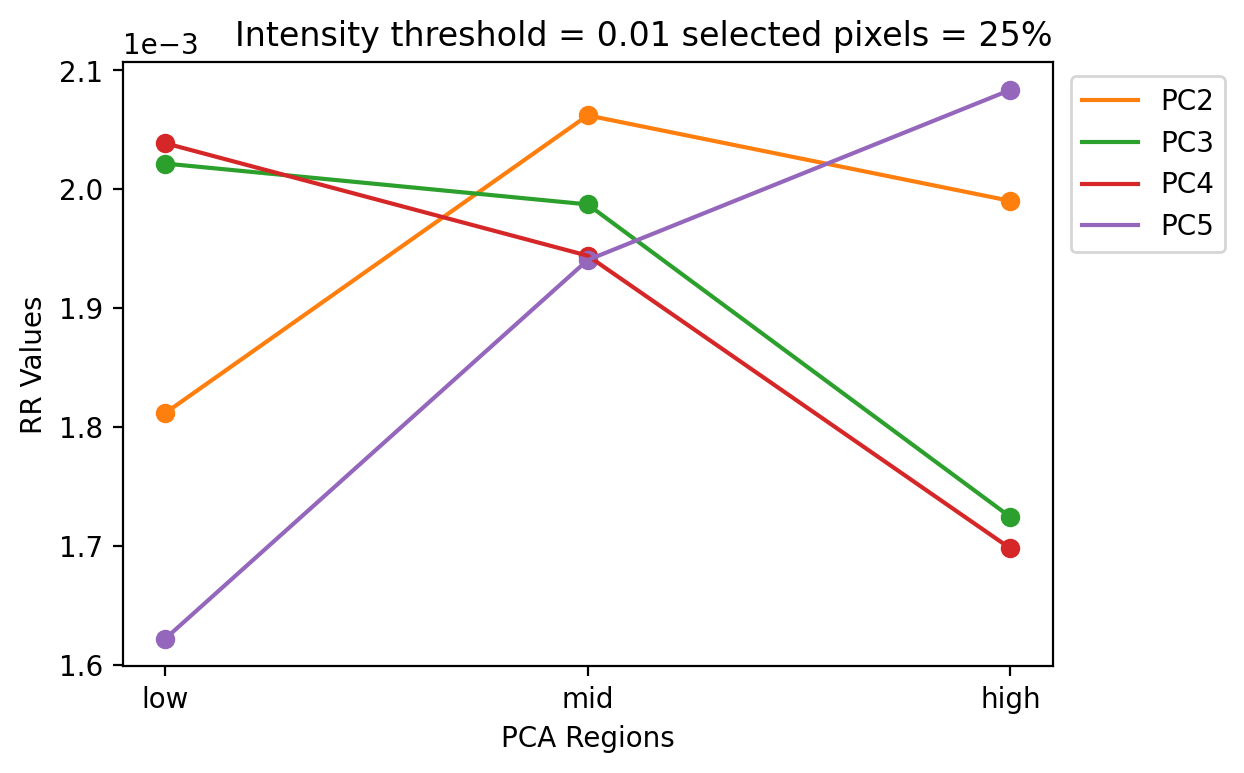 Intensity threshold = 0.01 selected pixels = 25%
1e−3
2.1
2.0
1.9
1.8
1.7
1.6
RR Values
low mid high
PCA Regions
PC2
PC3
PC4
PC5